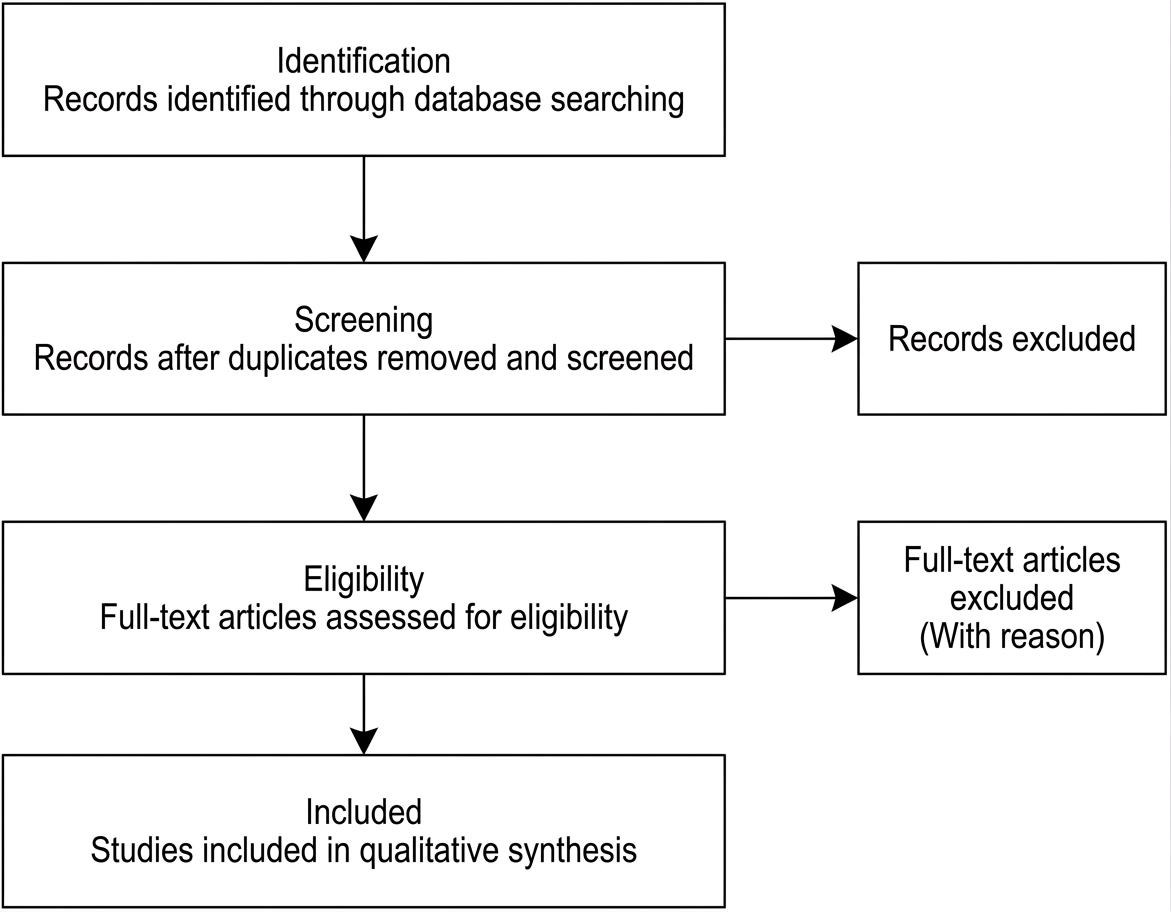 Identification
Records identified through database searching
Screening
Records after duplicates removed and screened
Records excluded
Eligibility
Full-text articles assessed for eligibility
Full-text articles
excluded
(With reason)
Included
Studies included in qualitative synthesis